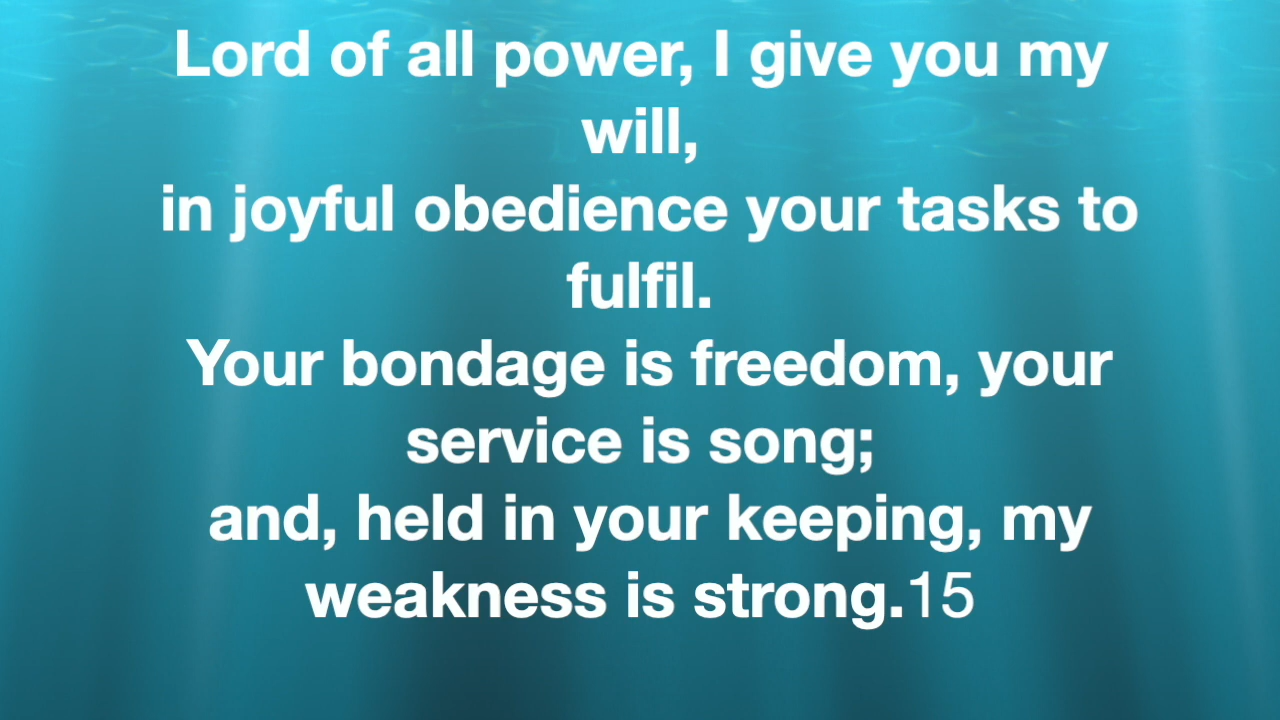 Lord of all power, I give you my
will,
in joyful obedience your tasks to
fulfil.
Your bondage is freedom, your
service is song;
and, held in your keeping, my
weakness is strong.15